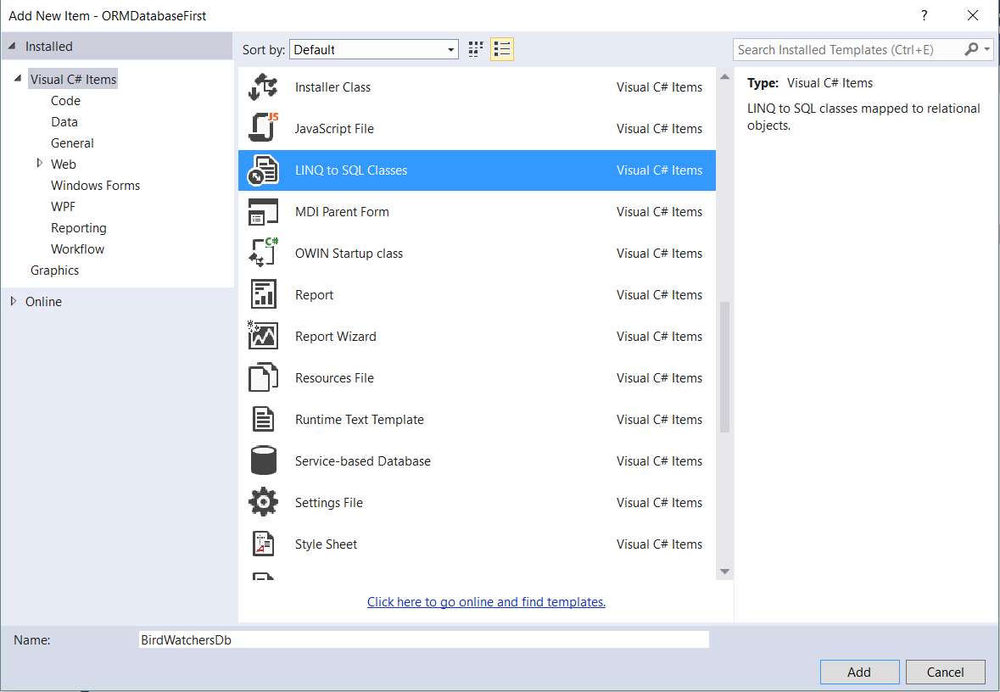 Add New Item - ORMDatabaseFirst ?
Installed
Sort by: Default
Search Installed Templates (Ctrl+E)
Visual C# Items
Code
Data
General
Web
Windows Forms
WPF
Reporting
Workflow
Graphics
Online
Installer Class Visual C# Items
JS JavaScript File Visual C# Items
LINQ to SQL Classes Visual C# Items
MDI Parent Form Visual C# Items
C# OWIN Startup class Visual C# Items
Report Visual C# Items
Report Wizard Visual C# Items
Resources File Visual C# Items
Runtime Text Template Visual C# Items
Service-based Database Visual C# Items
Settings File Visual C# Items
Style Sheet Visual C# Items
Click here to go online and find templates.
Type: Visual C# Items
LINQ to SQL classes mapped to relational
objects.
Name: BirdWatchersDb
Add Cancel